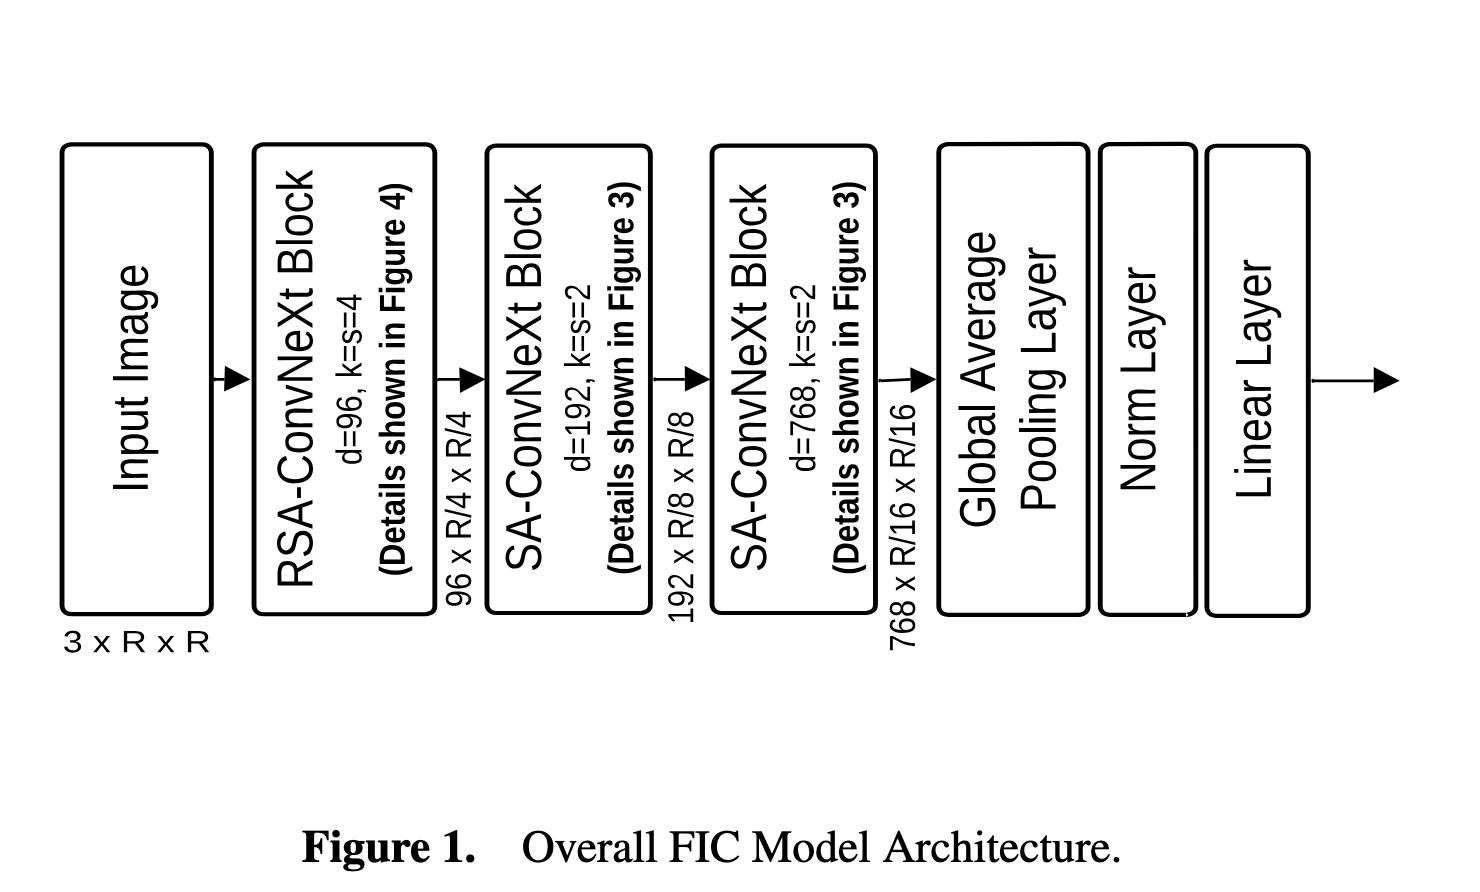 Input Image
3 x R x R
RSA-ConvNeXt Block
d=96, k=s=4
(Details shown in Figure 4)
96 x R/4 x R/4
SA-ConvNeXt Block
d=192, k=s=2
(Details shown in Figure 3)
192 x R/8 x R/8
SA-ConvNeXt Block
d=768, k=s=2
(Details shown in Figure 3)
768 x R/16 x R/16
Global Average
Pooling Layer
Norm Layer
Linear Layer
Figure 1. Overall FIC Model Architecture.